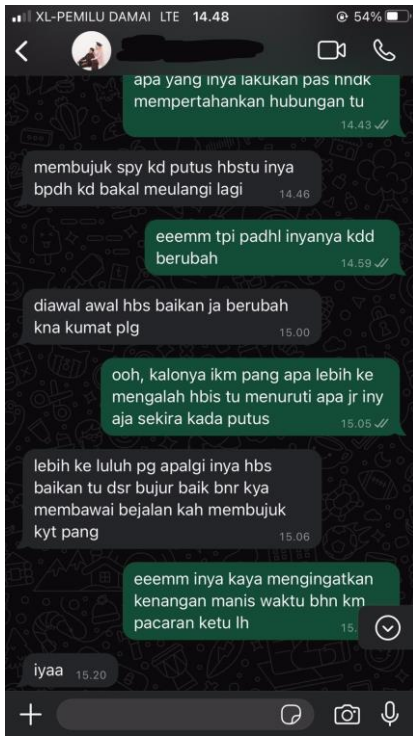 XL-PEMILU DAMAI LTE 14.48 54%
apa yang inya lakukan pas hndk
mempertahankan hubungan tu
14.43
membujuk spy kd putus hbstu inya
bpdh kd bakal meulangi lagi 14.46
eeemm tpi padhl inyanya kdd
berubah 14.59
diawal awal hbs baikan ja berubah
kna kumat plg 15.00
ooh, kalonya ikm pang apa lebih ke
mengalah hbis tu menuruti apa jr iny
aja sekira kada putus 15.05
lebih ke luluh pg apalgi inya hbs
baikan tu dsr bujur baik bnr kya
membawai bejalan kah membujuk
kyt pang 15.06
eeemm inya kaya mengingatkan
kenangan manis waktu bhn km
pacaran ketu lh 15.
iyaa 15.20